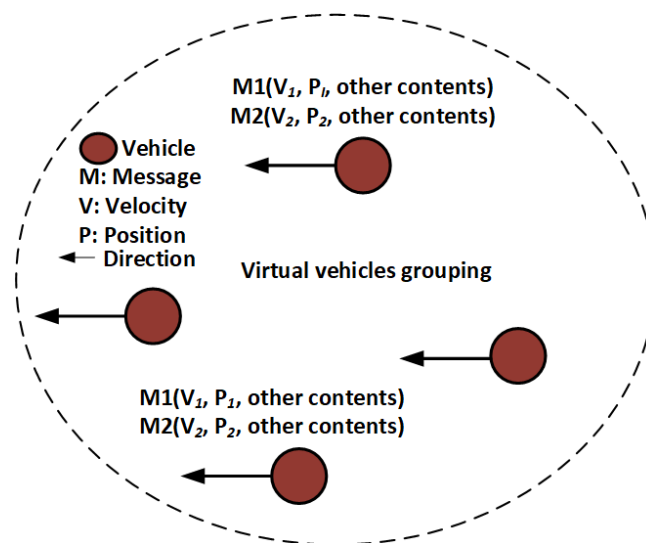 M1(V₁, Pₗ, other contents)
M2(V₂, P₂, other contents)
Vehicle
M: Message
V: Velocity
P: Position
Direction
Virtual vehicles grouping
M1(V₁, P₁, other contents)
M2(V₂, P₂, other contents)